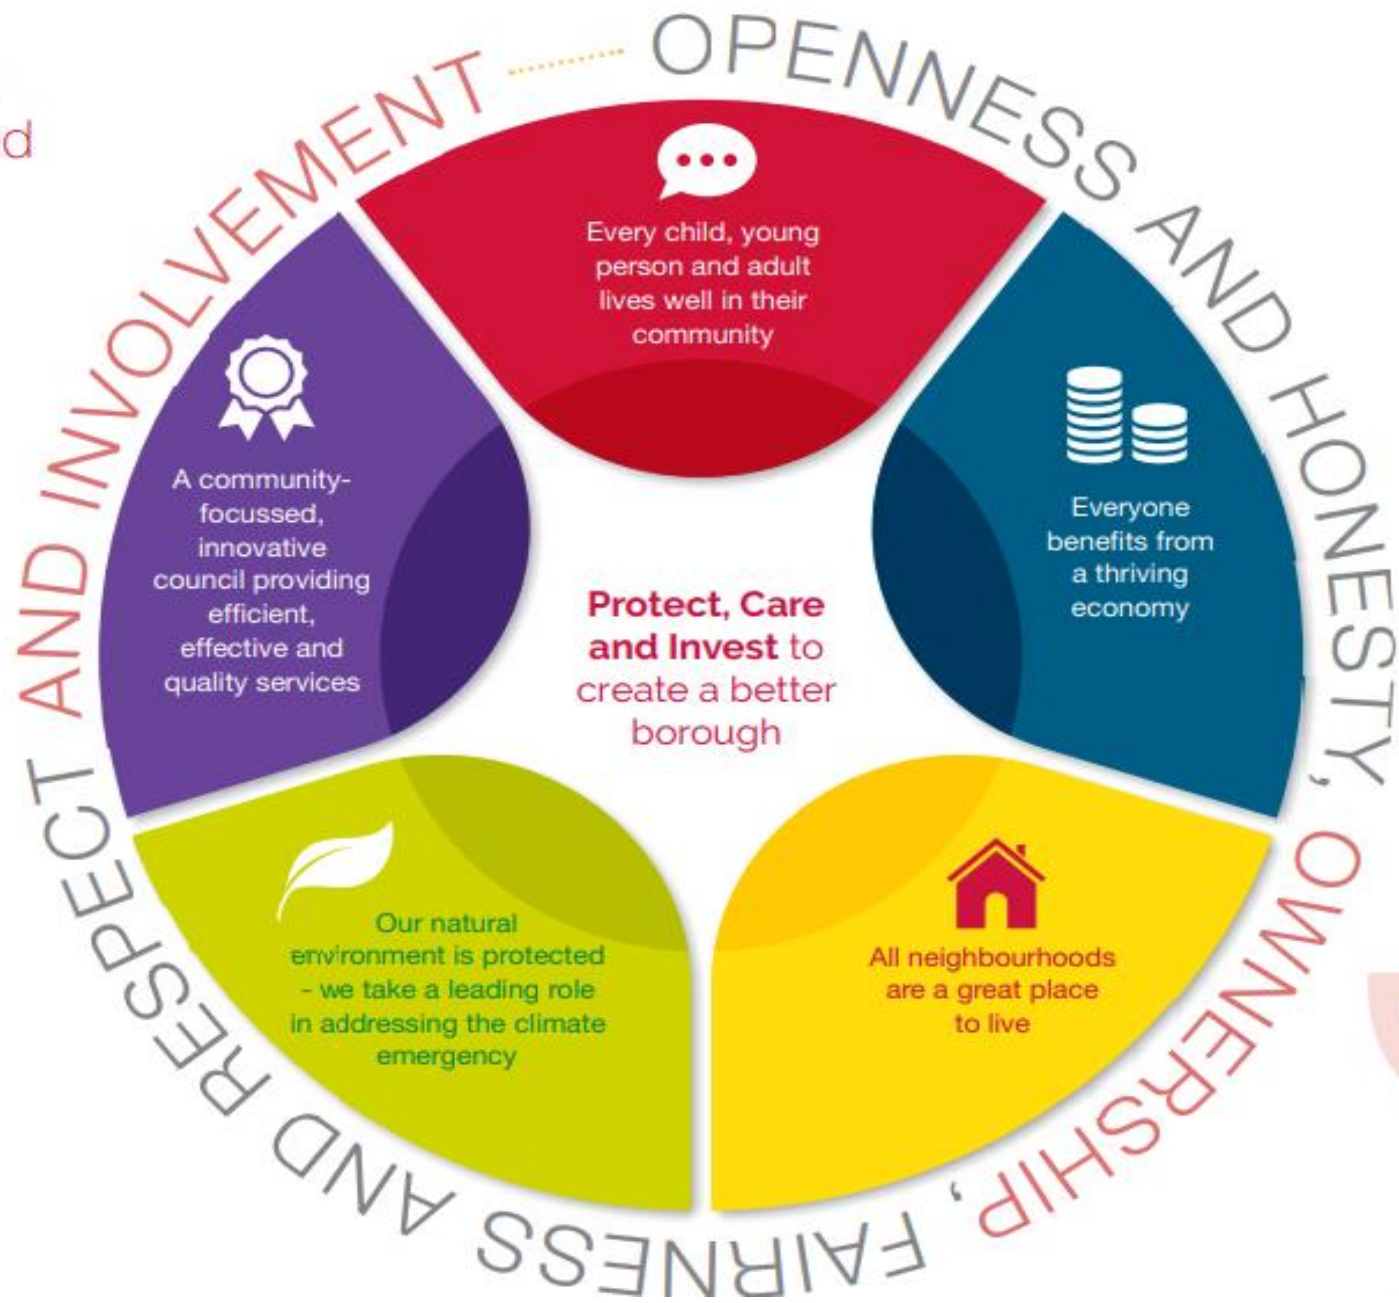 d
OPENNESS AND HONESTY, OWNERSHIP, FAIRNESS AND RESPECT AND INVOLVEMENT
Every child, young
person and adult
lives well in their
community
Everyone
benefits from
a thriving
economy
All neighbourhoods
are a great place
to live
Our natural
environment is protected
- we take a leading role
in addressing the climate
emergency
A community-
focussed,
innovative
council providing
efficient,
effective and
quality services
Protect, Care
and Invest to
create a better
borough